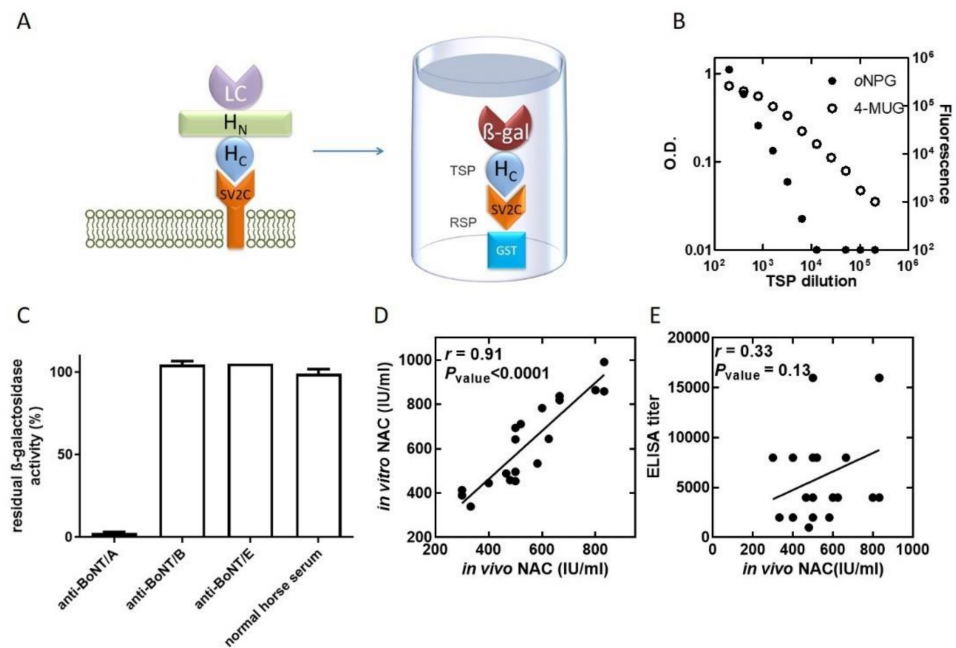 A
LC
H
N
H
C
SV2C
TSP
RSP
ß-gal
H
C
SV2C
GST
B
1
0.1
0.01
O.D.
10²
10³
10⁴
10⁵
10⁶
TSP dilution
oNPG
4-MUG
10⁶
10⁵
10⁴
10³
10²
Fluorescence
C
residual ß-galactosidase
activity (%)
100
50
0
anti-BoNT/A
anti-BoNT/B
anti-BoNT/E
normal horse serum
D
r = 0.91
Pvalue<0.0001
in vitro NAC (IU/ml)
1000
800
600
400
200
200
400
600
800
in vivo NAC (IU/ml)
E
r = 0.33
Pvalue = 0.13
ELISA titer
20000
15000
10000
5000
0
0
200
400
600
800
1000
in vivo NAC(IU/ml)